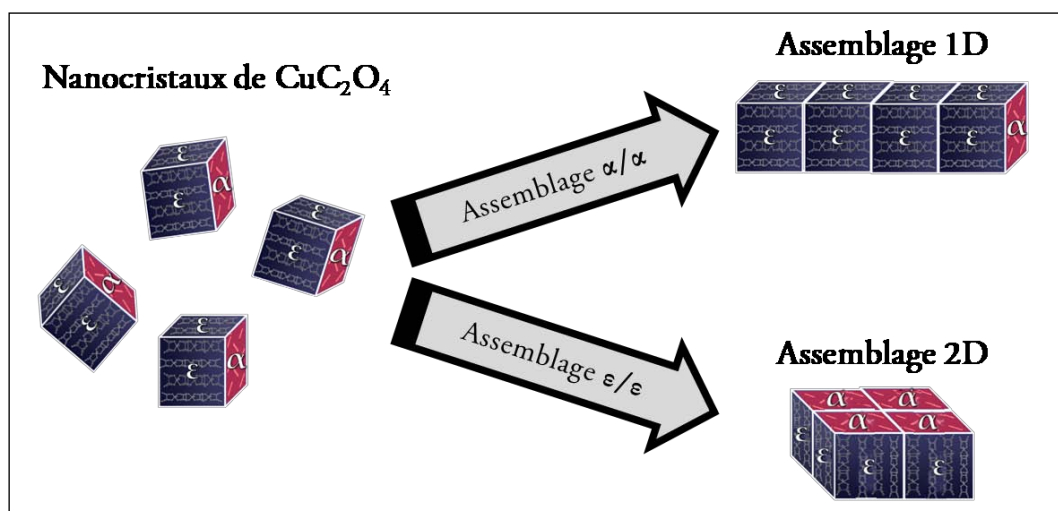 Nanocristaux de CuC₂O₄
ε
α
ε
ε
α
ε
ε
α
ε
ε
α
ε
Assemblage α/α
Assemblage ε/ε
Assemblage 1D
ε ε ε ε
ε ε ε ε α
Assemblage 2D
α α
α α
ε ε ε ε